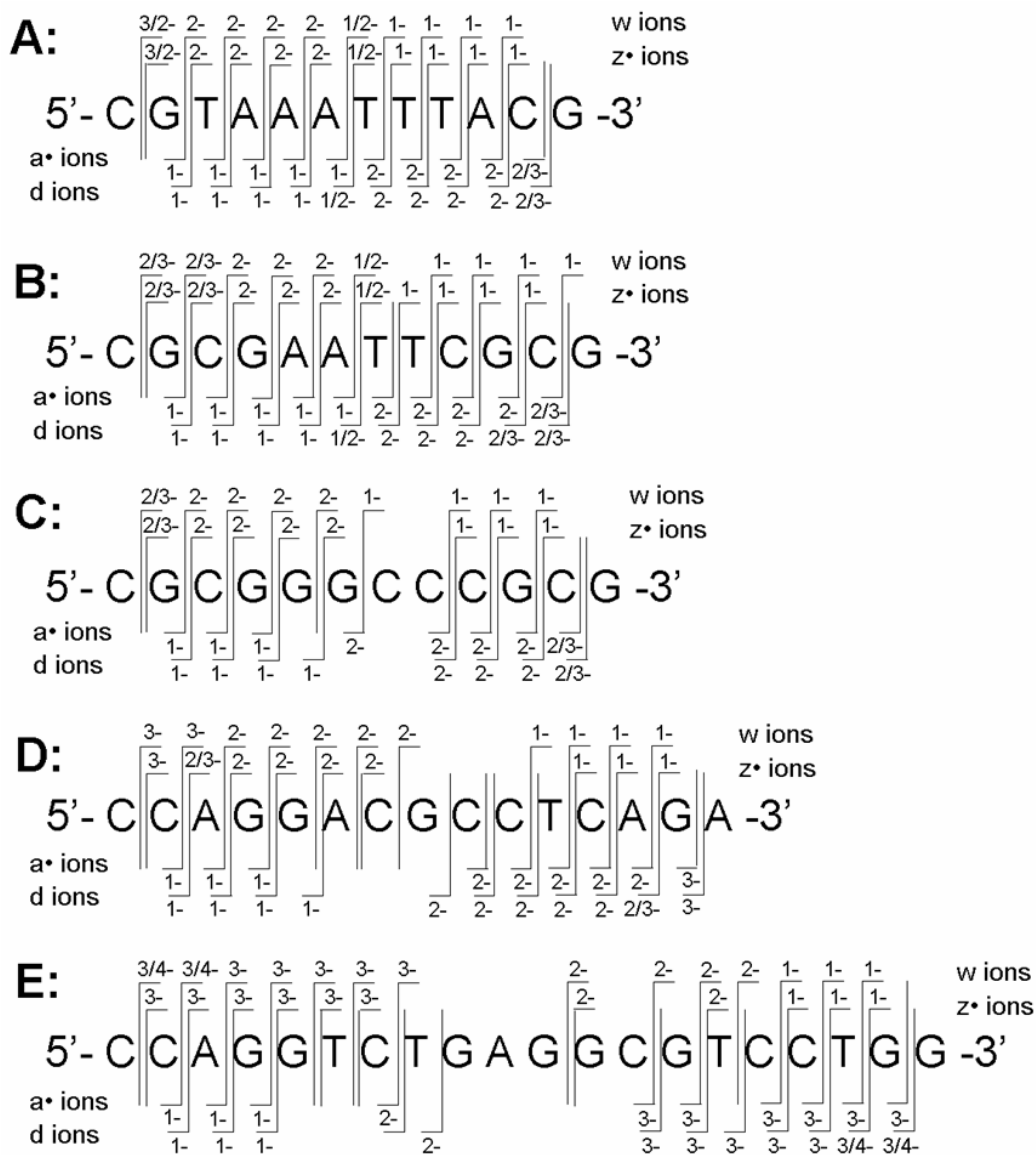 A:
3/2- 2- 2- 2- 2- 1/2- 1- 1- 1- 1- w ions
3/2- 2- 2- 2- 2- 1/2- 1- 1- 1- 1- z• ions
5’- C G T A A A T T T A C G -3’
a• ions 1- 1- 1- 1- 1- 2- 2- 2- 2- 2/3-
d ions 1- 1- 1- 1- 1/2- 2- 2- 2- 2- 2/3-
B:
2/3- 2/3- 2- 2- 2- 1/2- 1- 1- 1- 1- w ions
2/3- 2/3- 2- 2- 2- 1/2- 1- 1- 1- 1- z• ions
5’- C G C G A A T T C G C G -3’
a• ions 1- 1- 1- 1- 1- 2- 2- 2- 2- 2/3-
d ions 1- 1- 1- 1- 1/2- 2- 2- 2- 2/3- 2/3-
C:
2/3- 2- 2- 2- 2- 1- 1- 1- 1- w ions
2/3- 2- 2- 2- 2- 1- 1- 1- z• ions
5’- C G C G G G C C C G C G -3’
a• ions 1- 1- 1- 2- 2- 2- 2- 2/3-
d ions 1- 1- 1- 1- 2- 2- 2- 2/3-
D:
3- 3- 2- 2- 2- 2- 2- 1- 1- 1- 1- w ions
3- 2/3- 2- 2- 2- 2- 1- 1- 1- z• ions
5’- C C A G G A C G C C T C A G A -3’
a• ions 1- 1- 1- 2- 2- 2- 2- 2- 3-
d ions 1- 1- 1- 1- 2- 2- 2- 2- 2- 2/3- 3-
E:
3/4- 3/4- 3- 3- 3- 3- 3- 2- 2- 2- 2- 1- 1- 1- w ions
3- 3- 3- 3- 3- 3- 2- 2- 1- 1- 1- z• ions
5’- C C A G G T C T G A G G C G T C C T G G -3’
a• ions 1- 1- 1- 2- 3- 3- 3- 3- 3- 3- 3-
d ions 1- 1- 1- 2- 3- 3- 3- 3- 3- 3/4- 3/4-